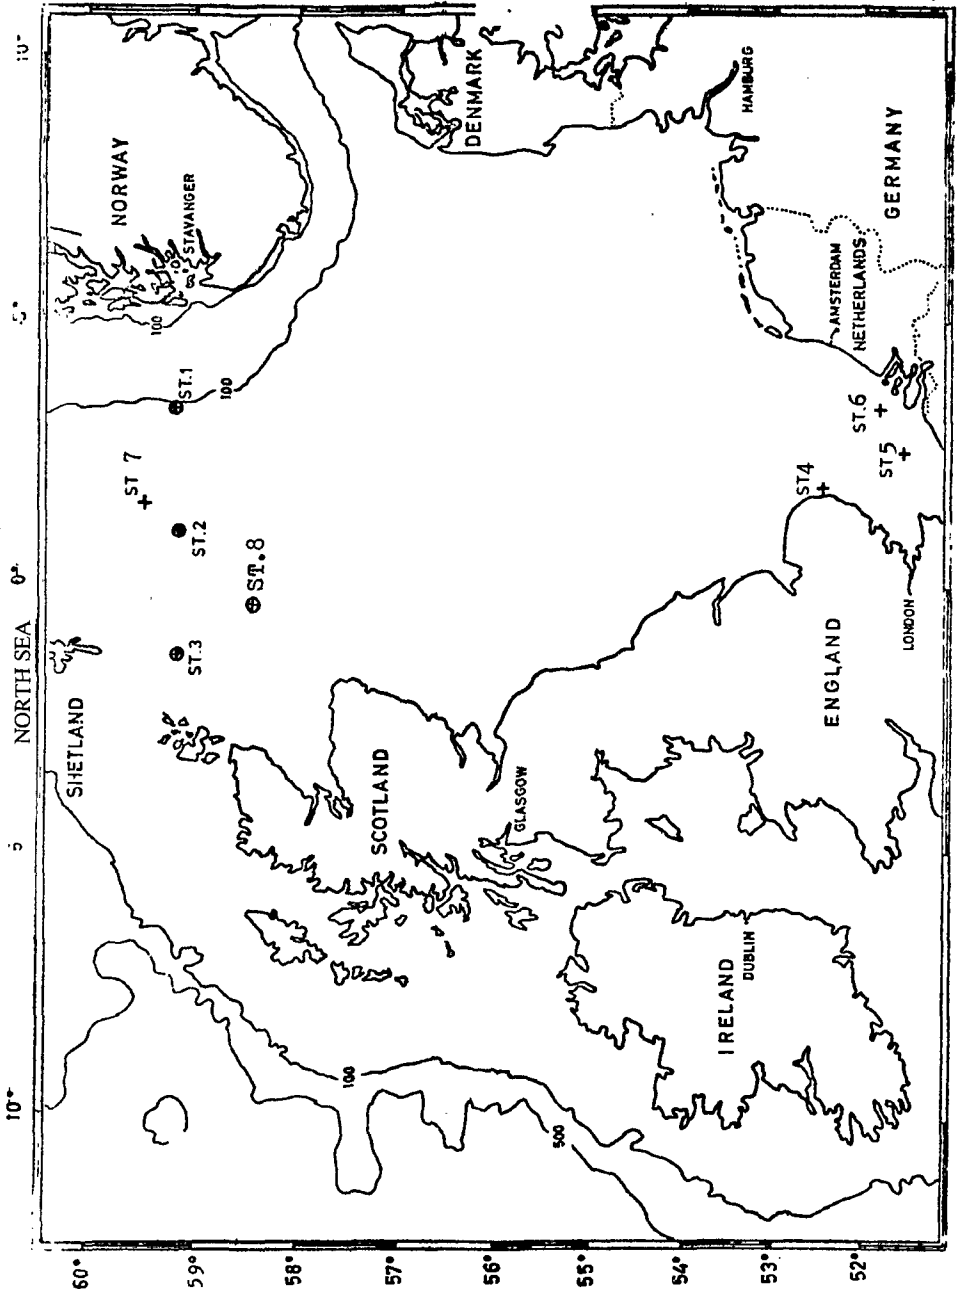 NORTH SEA
10°
5
0°
5°
10°
60°
SHETLAND
ST 7
NORWAY
100
STAVANGER
59°
ST.3
ST.2
ST.1
100
ST.8
58°
100
57°
SCOTLAND
DENMARK
56°
GLASGOW
500
55°
54°
IRELAND
DUBLIN
HAMBURG
53°
ENGLAND
ST4
AMSTERDAM
NETHERLANDS
52°
ST.6
ST5
GERMANY
LONDON